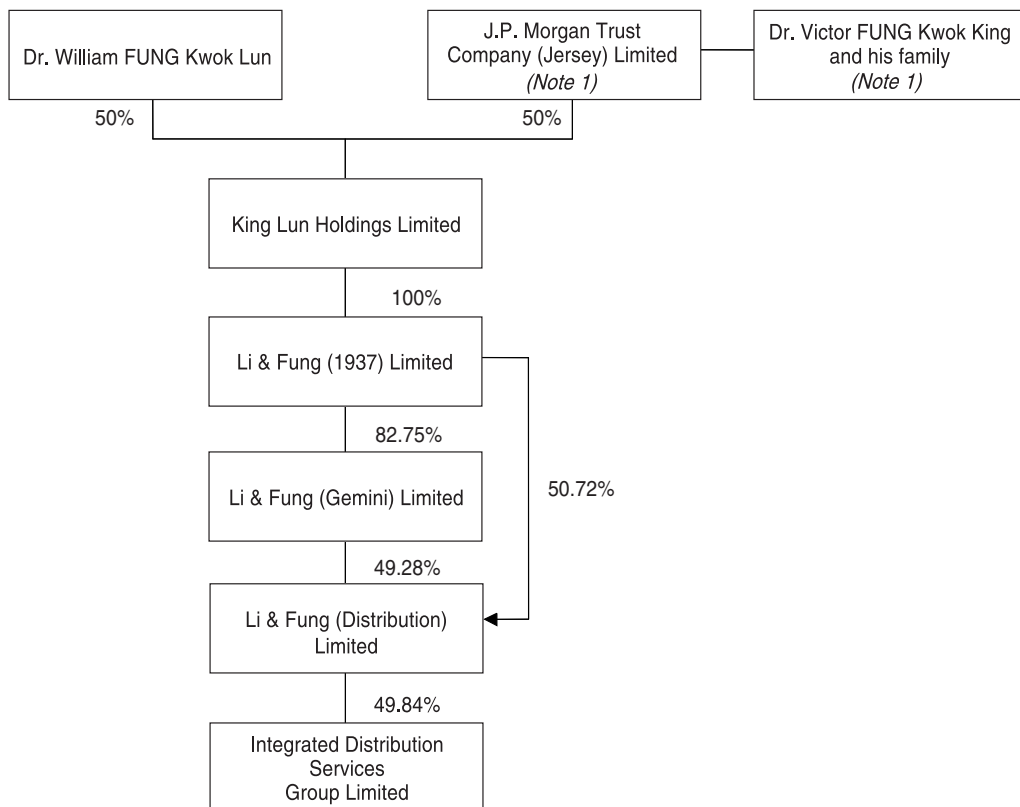 Dr. William FUNG Kwok Lun
J.P. Morgan Trust
Company (Jersey) Limited
(Note 1)
Dr. Victor FUNG Kwok King
and his family
(Note 1)
50%
50%
King Lun Holdings Limited
100%
Li & Fung (1937) Limited
82.75%
Li & Fung (Gemini) Limited
50.72%
49.28%
Li & Fung (Distribution)
Limited
49.84%
Integrated Distribution
Services
Group Limited